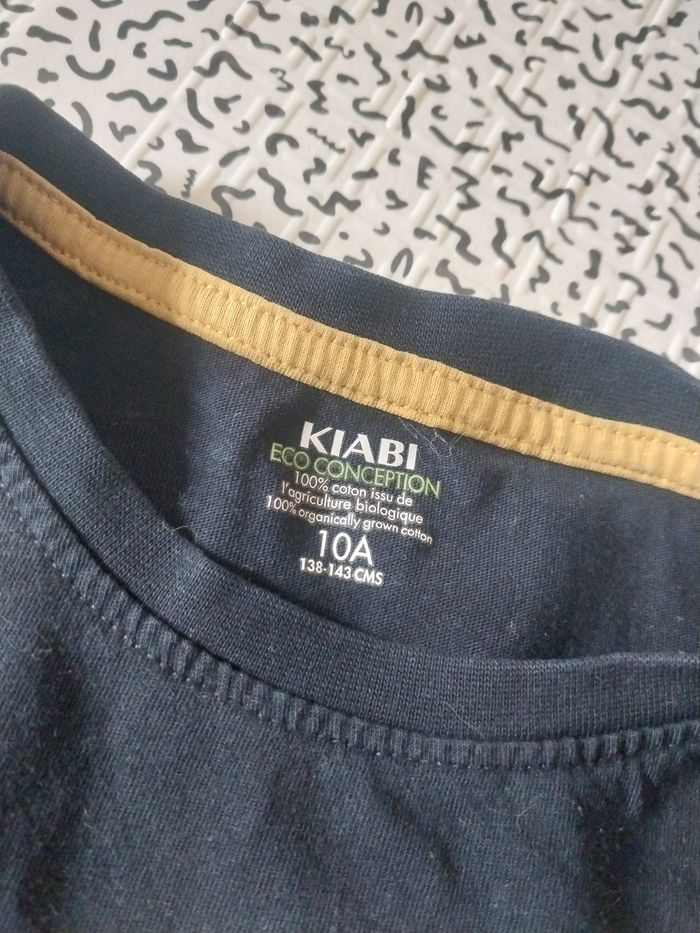 KIABI
ECO CONCEPTION
100% coton issu de
l'agriculture biologique
100% organically grown cotton
10A
138-143 CMS